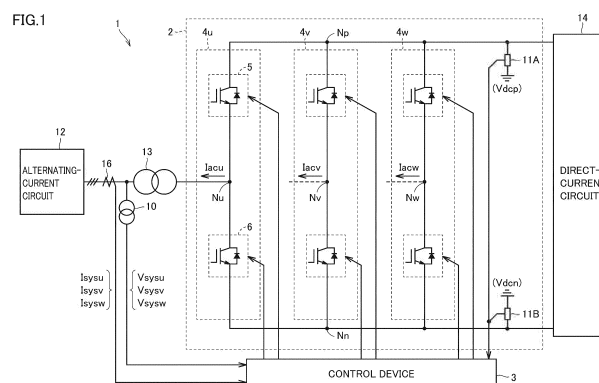 FIG.1
1
2
4u
4v
Np
4w
14
5
11A
(Vdcp)
12
ALTERNATING-
CURRENT
CIRCUIT
16
13
10
Iacu
Iacv
Iacw
Nu
Nv
Nw
DIRECT-
CURRENT
CIRCUIT
6
Isysu
Isysv
Isysw
Vsysu
Vsysv
Vsysw
(Vdcn)
11B
Nn
CONTROL DEVICE
3